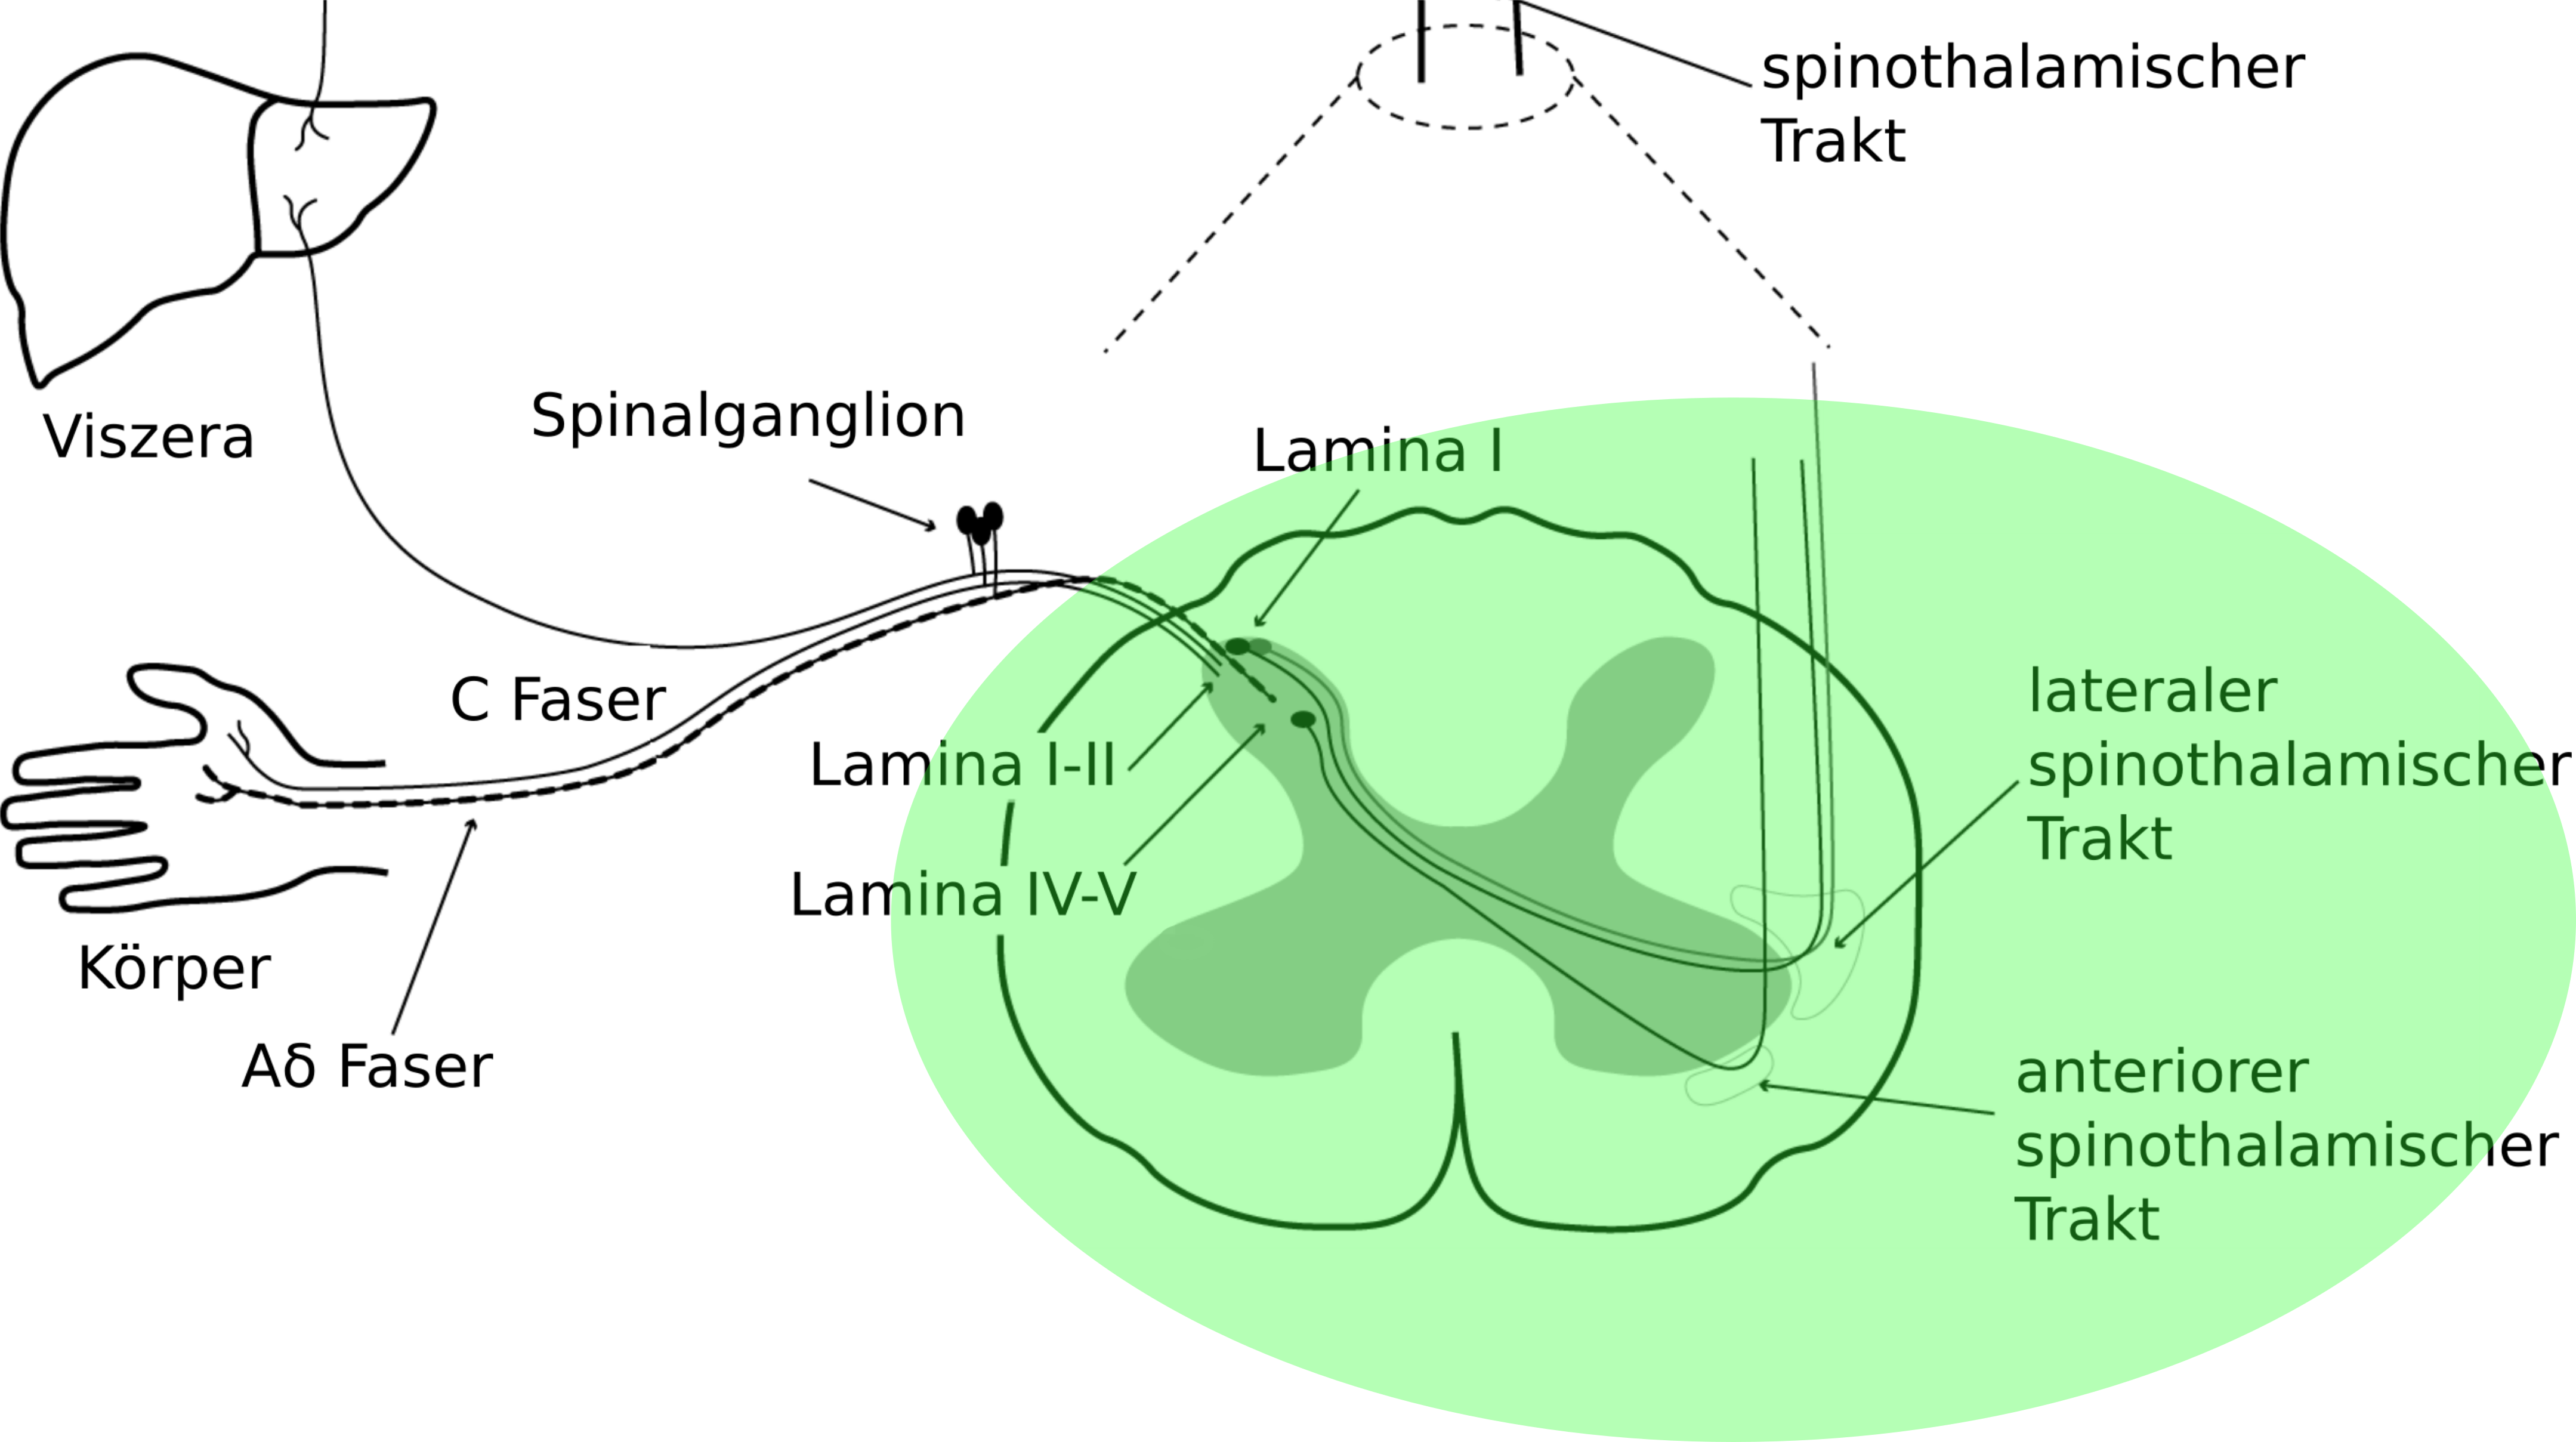 spinothalamischer
Trakt
Viszera
Spinalganglion
Lamina I
C Faser
Lamina I-II
lateraler
spinothalamischer
Trakt
Lamina IV-V
Körper
Aδ Faser
anteriorer
spinothalamischer
Trakt